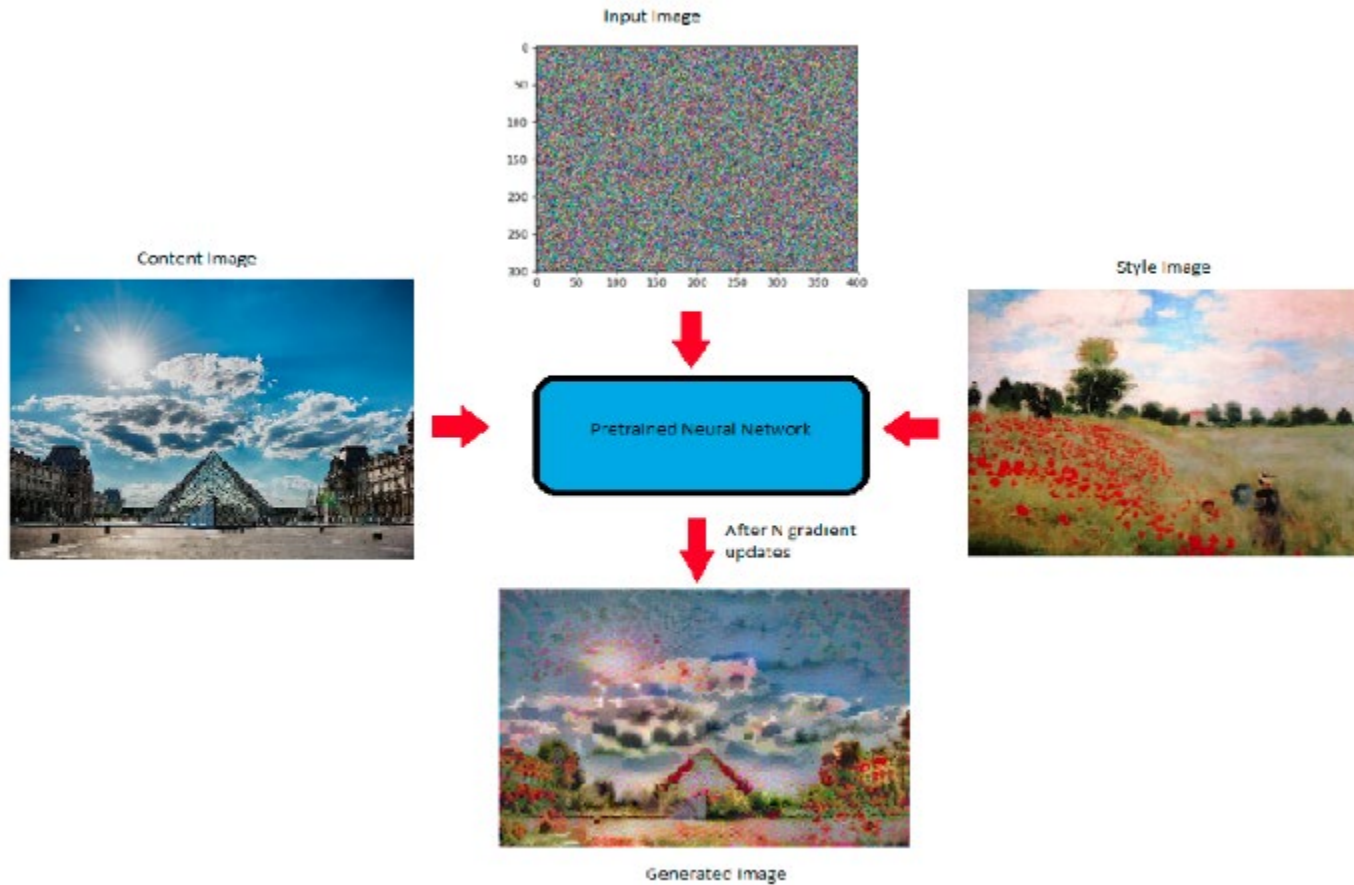 Input Image
0
50
100
150
200
250
300
0 50 100 150 200 250 300 350 400
Content Image
Style Image
Pretrained Neural Network
After N gradient
updates
Generated Image